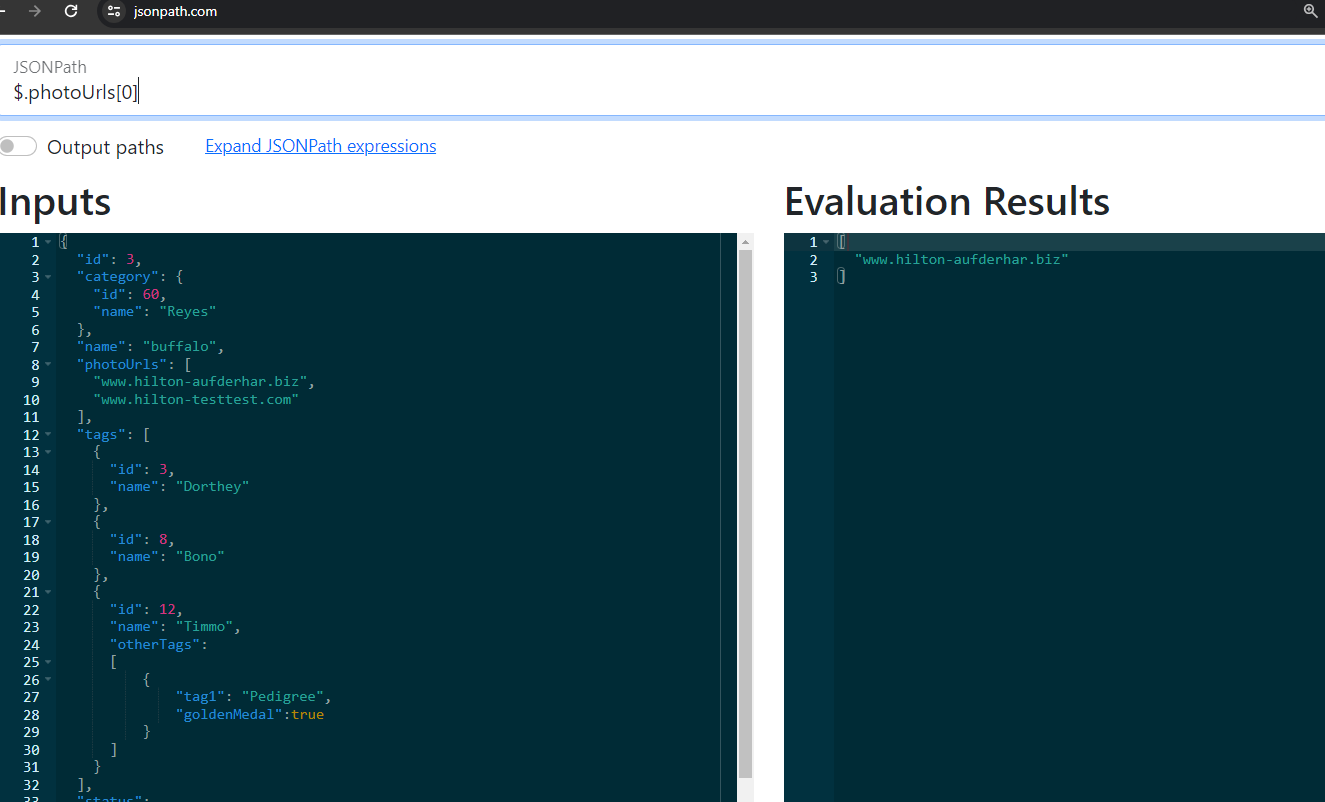 jsonpath.com
JSONPath
$.photoUrls[0]
Output paths Expand JSONPath expressions
Inputs
1 {
2 "id": 3,
3 "category": {
4 "id": 60,
5 "name": "Reyes"
6 },
7 "name": "buffalo",
8 "photoUrls": [
9 "www.hilton-aufderhar.biz",
10 "www.hilton-testtest.com"
11 ],
12 "tags": [
13 {
14 "id": 3,
15 "name": "Dorthey"
16 },
17 {
18 "id": 8,
19 "name": "Bono"
20 },
21 {
22 "id": 12,
23 "name": "Timmo",
24 "otherTags":
25 [
26 {
27 "tag1": "Pedigree",
28 "goldenMedal":true
29 }
30 ]
31 }
32 ],
33 "status":
Evaluation Results
1 [
2 "www.hilton-aufderhar.biz"
3 ]